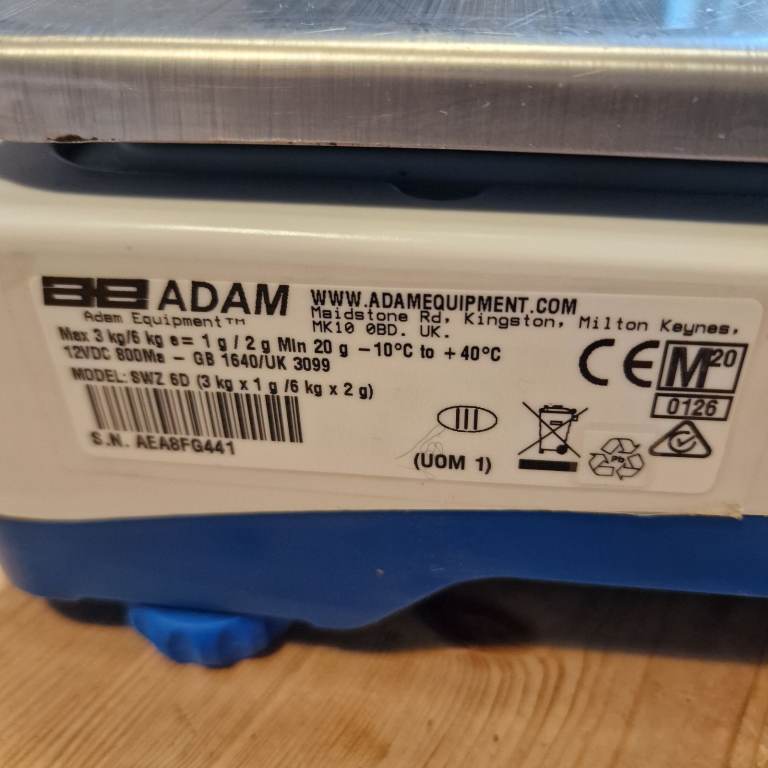 ae ADAM
Adam Equipment™
WWW.ADAMEQUIPMENT.COM
Maidstone Rd, Kingston, Milton Keynes,
MK10 0BD. UK.
Max 3 kg/6 kg e= 1 g / 2 g Min 20 g -10°C to +40°C
12VDC 800Ma - GB 1640/UK 3099
MODEL: SWZ 6D (3 kg x 1 g /6 kg x 2 g)
S.N. AEA8FG441
III
(UOM 1)
Pb
CE M 20
0126